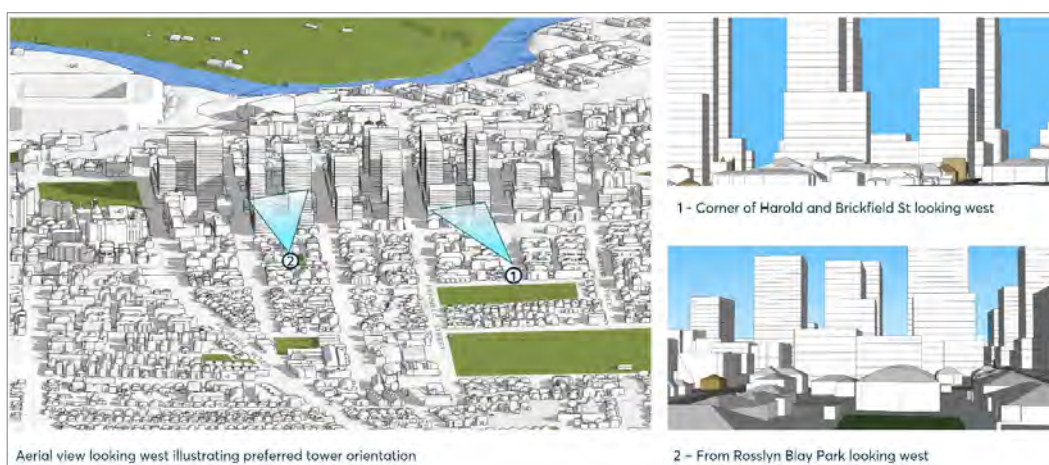 2
1
Aerial view looking west illustrating preferred tower orientation
1 - Corner of Harold and Brickfield St looking west
2 - From Rosslyn Blay Park looking west